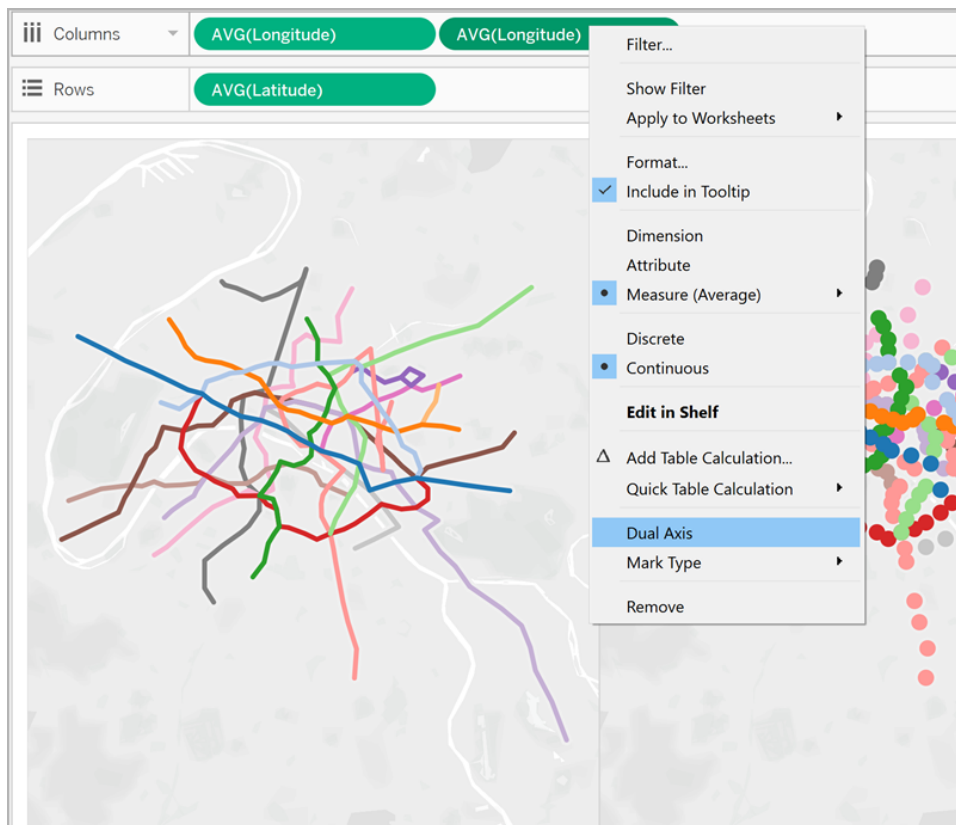 Columns
AVG(Longitude)
AVG(Longitude)
Rows
AVG(Latitude)
Filter...
Show Filter
Apply to Worksheets
Format...
Include in Tooltip
Dimension
Attribute
Measure (Average)
Discrete
Continuous
Edit in Shelf
Add Table Calculation...
Quick Table Calculation
Dual Axis
Mark Type
Remove